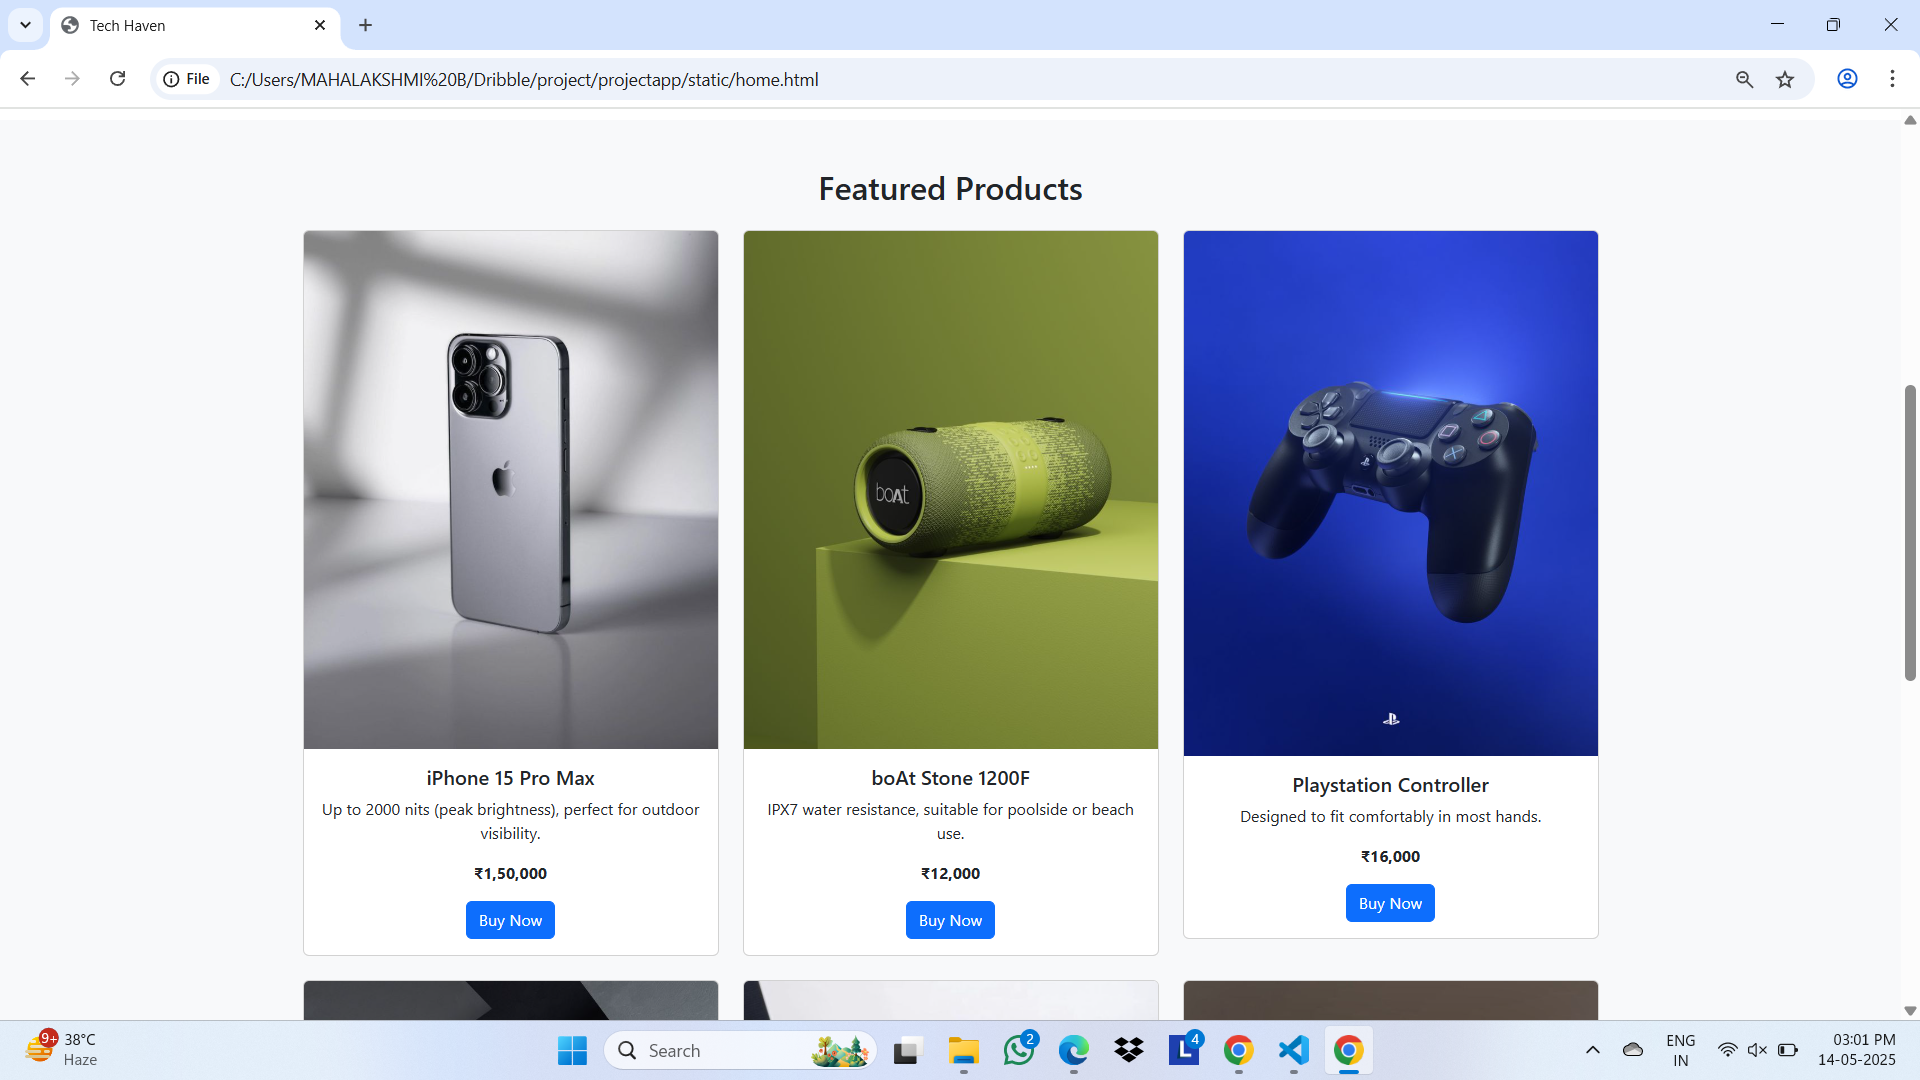 Tech Haven
File
C:/Users/MAHALAKSHMI%20B/Dribble/project/projectapp/static/home.html
Featured Products
boAt
iPhone 15 Pro Max
Up to 2000 nits (peak brightness), perfect for outdoor
visibility.
₹1,50,000
Buy Now
boAt Stone 1200F
IPX7 water resistance, suitable for poolside or beach
use.
₹12,000
Buy Now
Playstation Controller
Designed to fit comfortably in most hands.
₹16,000
Buy Now
9+
38°C
Haze
Search
2
L
4
ENG
IN
03:01 PM
14-05-2025